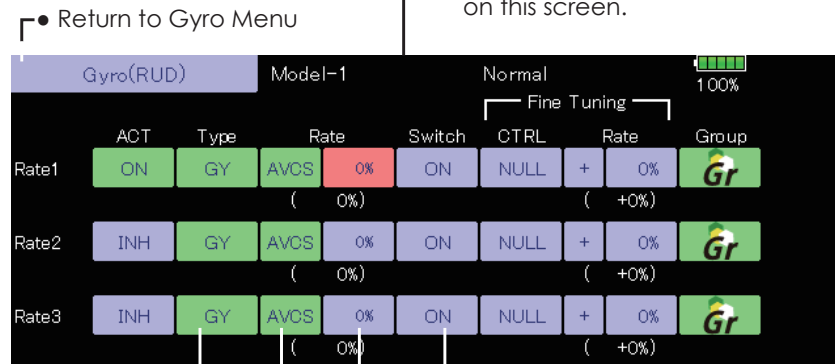 ● Return to Gyro Menu
on this screen.
Gyro(RUD) Model-1 Normal 100%
Fine Tuning
ACT Type Rate Switch CTRL Rate Group
Rate1 ON GY AVCS 0% ON NULL + 0% Gr
( 0%) ( +0%)
Rate2 INH GY AVCS 0% ON NULL + 0% Gr
( 0%) ( +0%)
Rate3 INH GY AVCS 0% ON NULL + 0% Gr
( 0%) ( +0%)